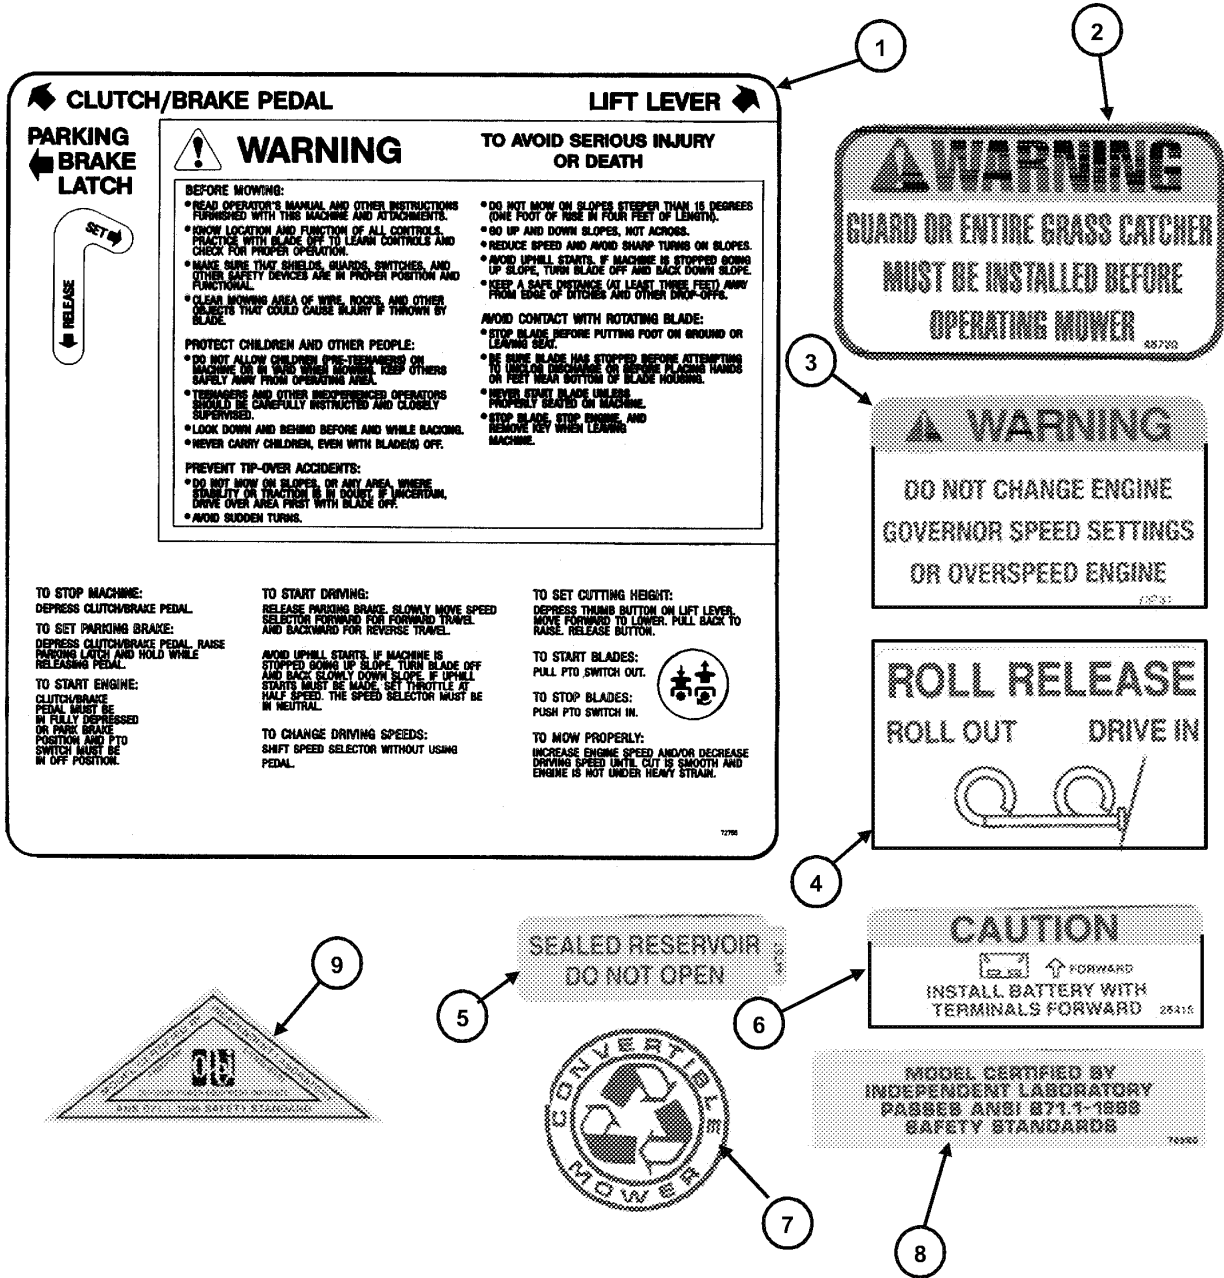 1
2
CLUTCH/BRAKE PEDAL
LIFT LEVER
PARKING
BRAKE
LATCH
SET
RELEASE
WARNING
TO AVOID SERIOUS INJURY
OR DEATH
BEFORE MOWING:
• READ OPERATOR'S MANUAL AND OTHER INSTRUCTIONS
FURNISHED WITH THIS MACHINE AND ATTACHMENTS.
• KNOW LOCATION AND FUNCTION OF ALL CONTROLS.
PRACTICE WITH BLADE OFF TO LEARN CONTROLS AND
CHECK FOR PROPER OPERATION.
• MAKE SURE THAT SHIELDS, GUARDS, SWITCHES, AND
OTHER SAFETY DEVICES ARE IN PROPER POSITION AND
FUNCTIONAL.
• CLEAR MOWING AREA OF WIRE, ROCKS, AND OTHER
OBJECTS THAT COULD CAUSE INJURY IF THROWN BY
BLADE.
PROTECT CHILDREN AND OTHER PEOPLE:
• DO NOT ALLOW CHILDREN (PRE-TEENAGERS) ON
MACHINE OR IN YARD WHEN MOWING. KEEP OTHERS
SAFELY AWAY FROM OPERATING AREA.
• TEENAGERS AND OTHER INEXPERIENCED OPERATORS
SHOULD BE CAREFULLY INSTRUCTED AND CLOSELY
SUPERVISED.
• LOOK DOWN AND BEHIND BEFORE AND WHILE BACKING.
• NEVER CARRY CHILDREN, EVEN WITH BLADE(S) OFF.
PREVENT TIP-OVER ACCIDENTS:
• DO NOT MOW ON SLOPES, OR ANY AREA, WHERE
STABILITY OR TRACTION IS IN DOUBT. IF UNCERTAIN,
DRIVE OVER AREA FIRST WITH BLADE OFF.
• AVOID SUDDEN TURNS.
• DO NOT MOW ON SLOPES STEEPER THAN 15 DEGREES
(ONE FOOT OF RISE IN FOUR FEET OF LENGTH).
• GO UP AND DOWN SLOPES, NOT ACROSS.
• REDUCE SPEED AND AVOID SHARP TURNS ON SLOPES.
• AVOID UPHILL STARTS. IF MACHINE IS STOPPED GOING
UP SLOPE, TURN BLADE OFF AND BACK DOWN SLOPE.
• KEEP A SAFE DISTANCE (AT LEAST THREE FEET) AWAY
FROM EDGE OF DITCHES AND OTHER DROP-OFFS.
AVOID CONTACT WITH ROTATING BLADE:
• STOP BLADE BEFORE PUTTING FOOT ON GROUND OR
LEAVING SEAT.
• BE SURE BLADE HAS STOPPED BEFORE ATTEMPTING
TO UNCLOG DISCHARGE OR BEFORE PLACING HANDS
OR FEET NEAR BOTTOM OF BLADE HOUSING.
• NEVER START BLADE UNLESS
PROPERLY SEATED ON MACHINE.
• STOP BLADE, STOP ENGINE, AND
REMOVE KEY WHEN LEAVING
MACHINE.
TO STOP MACHINE:
DEPRESS CLUTCH/BRAKE PEDAL.
TO SET PARKING BRAKE:
DEPRESS CLUTCH/BRAKE PEDAL, RAISE
PARKING LATCH AND HOLD WHILE
RELEASING PEDAL.
TO START ENGINE:
CLUTCH/BRAKE
PEDAL MUST BE
IN FULLY DEPRESSED
OR PARK BRAKE
POSITION AND PTO
SWITCH MUST BE
IN OFF POSITION.
TO START DRIVING:
RELEASE PARKING BRAKE. SLOWLY MOVE SPEED
SELECTOR FORWARD FOR FORWARD TRAVEL
AND BACKWARD FOR REVERSE TRAVEL.
AVOID UPHILL STARTS. IF MACHINE IS
STOPPED GOING UP SLOPE, TURN BLADE OFF
AND BACK SLOWLY DOWN SLOPE. IF UPHILL
STARTS MUST BE MADE, SET THROTTLE AT
HALF SPEED. THE SPEED SELECTOR MUST BE
IN NEUTRAL.
TO CHANGE DRIVING SPEEDS:
SHIFT SPEED SELECTOR WITHOUT USING
PEDAL.
TO SET CUTTING HEIGHT:
DEPRESS THUMB BUTTON ON LIFT LEVER.
MOVE FORWARD TO LOWER. PULL BACK TO
RAISE. RELEASE BUTTON.
TO START BLADES:
PULL PTO SWITCH OUT.
TO STOP BLADES:
PUSH PTO SWITCH IN.
TO MOW PROPERLY:
INCREASE ENGINE SPEED AND/OR DECREASE
DRIVING SPEED UNTIL CUT IS SMOOTH AND
ENGINE IS NOT UNDER HEAVY STRAIN.
WARNING
GUARD OR ENTIRE GRASS CATCHER
MUST BE INSTALLED BEFORE
OPERATING MOWER
3
WARNING
DO NOT CHANGE ENGINE
GOVERNOR SPEED SETTINGS
OR OVERSPEED ENGINE
ROLL RELEASE
ROLL OUT
DRIVE IN
4
5
SEALED RESERVOIR
DO NOT OPEN
6
CAUTION
FORWARD
INSTALL BATTERY WITH
TERMINALS FORWARD
9
SAFETY STANDARD
CONVERTIBLE
MOWER
7
MODEL CERTIFIED BY
INDEPENDENT LABORATORY
PASSES ANSI B71.1-
SAFETY STANDARDS
8